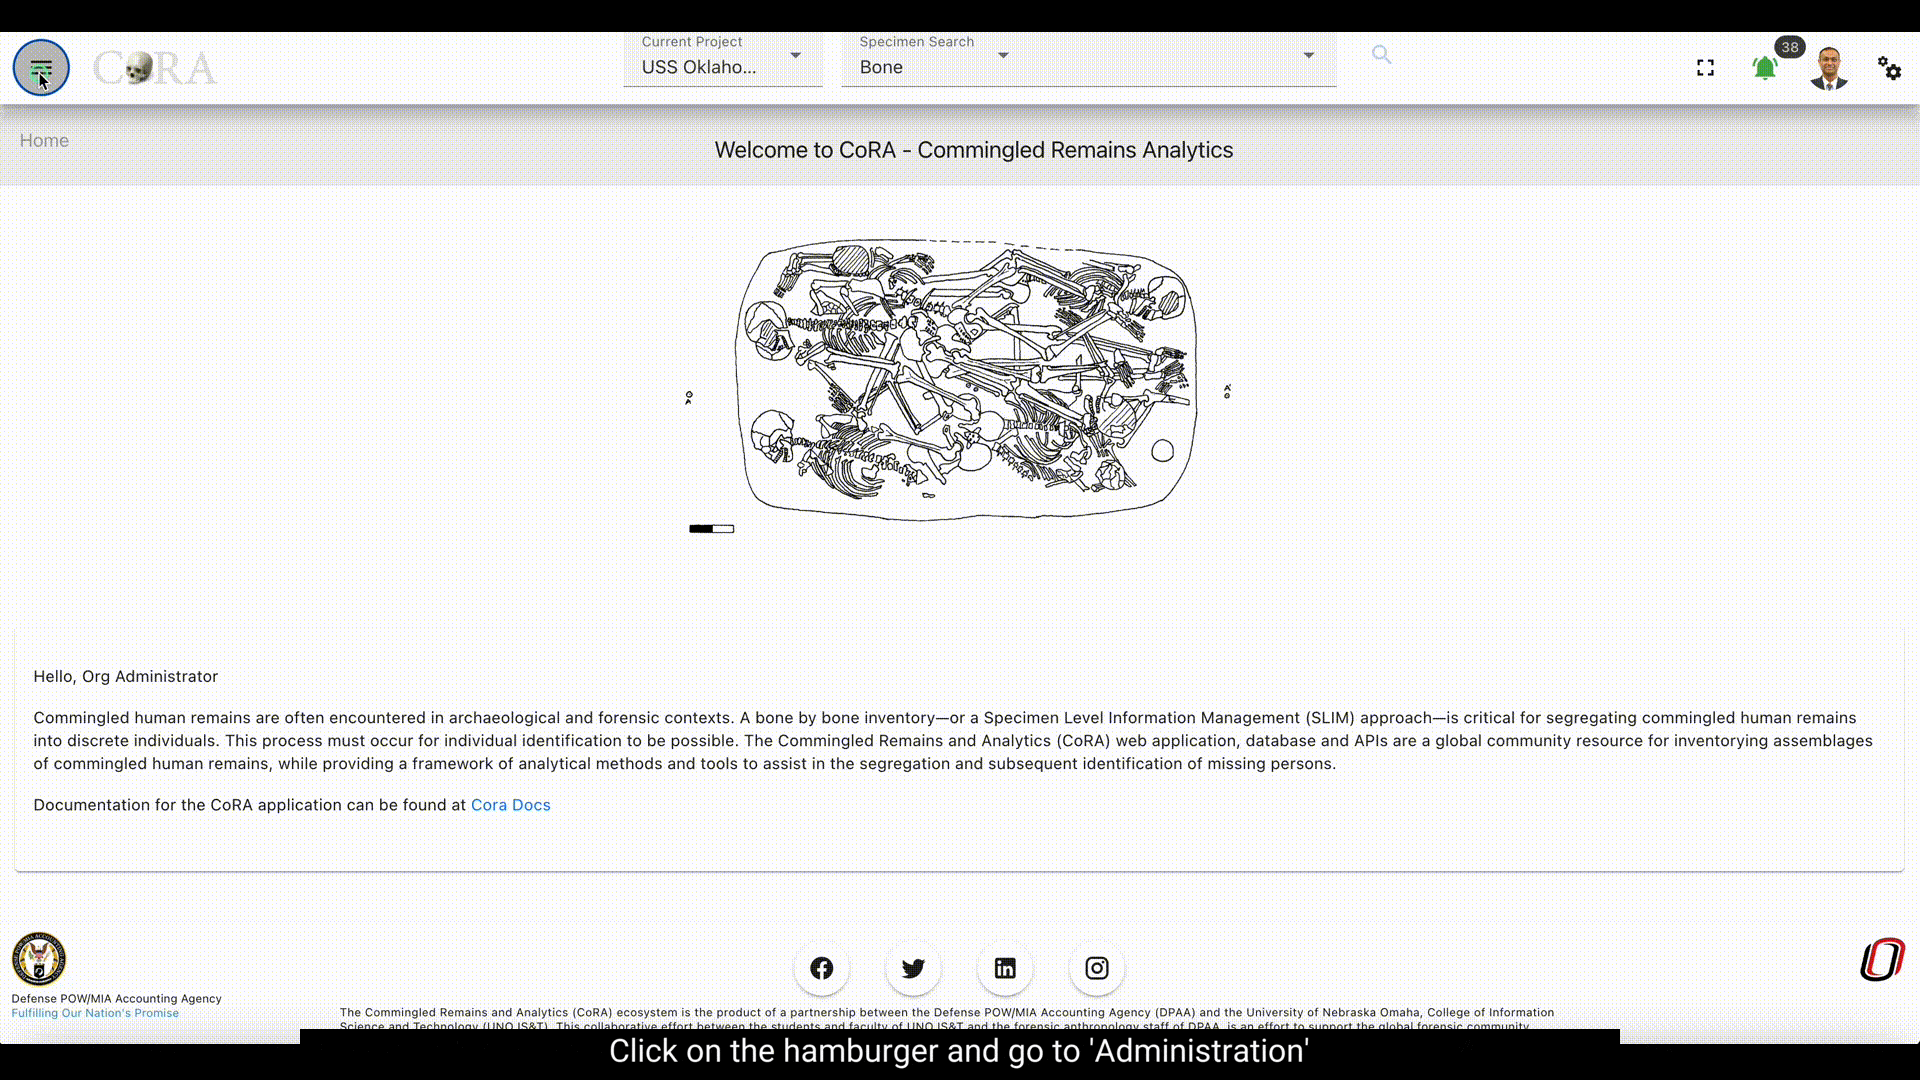 CORA
Current Project
USS Oklaho...
Specimen Search
Bone
38
Home
Welcome to CoRA - Commingled Remains Analytics
Hello, Org Administrator
Commingled human remains are often encountered in archaeological and forensic contexts. A bone by bone inventory—or a Specimen Level Information Management (SLIM) approach—is critical for segregating commingled human remains
into discrete individuals. This process must occur for individual identification to be possible. The Commingled Remains and Analytics (CoRA) web application, database and APIs are a global community resource for inventorying assemblages
of commingled human remains, while providing a framework of analytical methods and tools to assist in the segregation and subsequent identification of missing persons.
Documentation for the CoRA application can be found at Cora Docs
Defense POW/MIA Accounting Agency
Fulfilling Our Nation's Promise
The Commingled Remains and Analytics (CoRA) ecosystem is the product of a partnership between the Defense POW/MIA Accounting Agency (DPAA) and the University of Nebraska Omaha, College of Information
Science and Technology (UNO IS&T). This collaborative effort between the students and faculty of UNO IS&T and the forensic anthropology staff of DPAA, is an effort to support the global forensic community
Click on the hamburger and go to 'Administration'